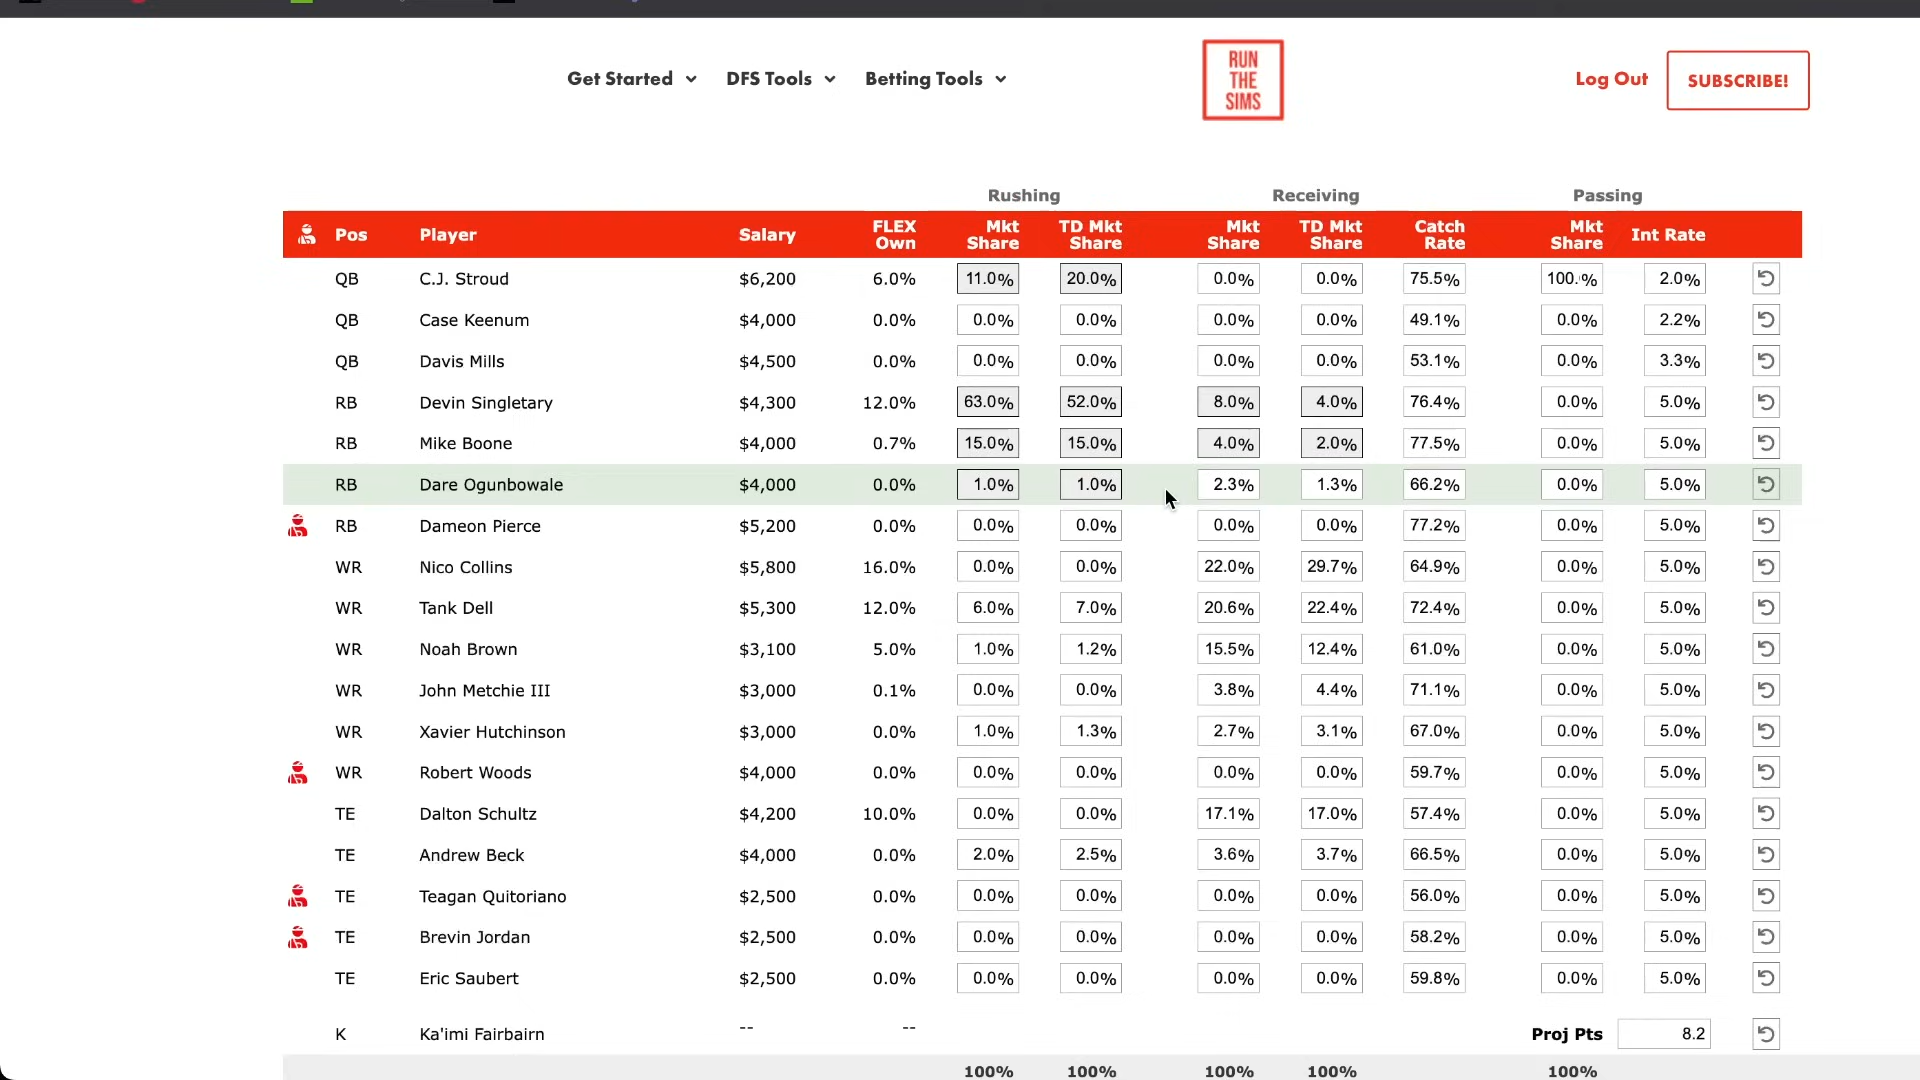 Get Started DFS Tools Betting Tools RUN THE SIMS Log Out SUBSCRIBE!
Rushing Receiving Passing
Pos Player Salary FLEX Own Mkt Share TD Mkt Share Mkt Share TD Mkt Share Catch Rate Mkt Share Int Rate
QB C.J. Stroud $6,200 6.0% 11.0% 20.0% 0.0% 0.0% 75.5% 100.% 2.0%
QB Case Keenum $4,000 0.0% 0.0% 0.0% 0.0% 0.0% 49.1% 0.0% 2.2%
QB Davis Mills $4,500 0.0% 0.0% 0.0% 0.0% 0.0% 53.1% 0.0% 3.3%
RB Devin Singletary $4,300 12.0% 63.0% 52.0% 8.0% 4.0% 76.4% 0.0% 5.0%
RB Mike Boone $4,000 0.7% 15.0% 15.0% 4.0% 2.0% 77.5% 0.0% 5.0%
RB Dare Ogunbowale $4,000 0.0% 1.0% 1.0% 2.3% 1.3% 66.2% 0.0% 5.0%
RB Dameon Pierce $5,200 0.0% 0.0% 0.0% 0.0% 0.0% 77.2% 0.0% 5.0%
WR Nico Collins $5,800 16.0% 0.0% 0.0% 22.0% 29.7% 64.9% 0.0% 5.0%
WR Tank Dell $5,300 12.0% 6.0% 7.0% 20.6% 22.4% 72.4% 0.0% 5.0%
WR Noah Brown $3,100 5.0% 1.0% 1.2% 15.5% 12.4% 61.0% 0.0% 5.0%
WR John Metchie III $3,000 0.1% 0.0% 0.0% 3.8% 4.4% 71.1% 0.0% 5.0%
WR Xavier Hutchinson $3,000 0.0% 1.0% 1.3% 2.7% 3.1% 67.0% 0.0% 5.0%
WR Robert Woods $4,000 0.0% 0.0% 0.0% 0.0% 0.0% 59.7% 0.0% 5.0%
TE Dalton Schultz $4,200 10.0% 0.0% 0.0% 17.1% 17.0% 57.4% 0.0% 5.0%
TE Andrew Beck $4,000 0.0% 2.0% 2.5% 3.6% 3.7% 66.5% 0.0% 5.0%
TE Teagan Quitoriano $2,500 0.0% 0.0% 0.0% 0.0% 0.0% 56.0% 0.0% 5.0%
TE Brevin Jordan $2,500 0.0% 0.0% 0.0% 0.0% 0.0% 58.2% 0.0% 5.0%
TE Eric Saubert $2,500 0.0% 0.0% 0.0% 0.0% 0.0% 59.8% 0.0% 5.0%
K Ka'imi Fairbairn -- -- Proj Pts 8.2
100% 100% 100% 100% 100%